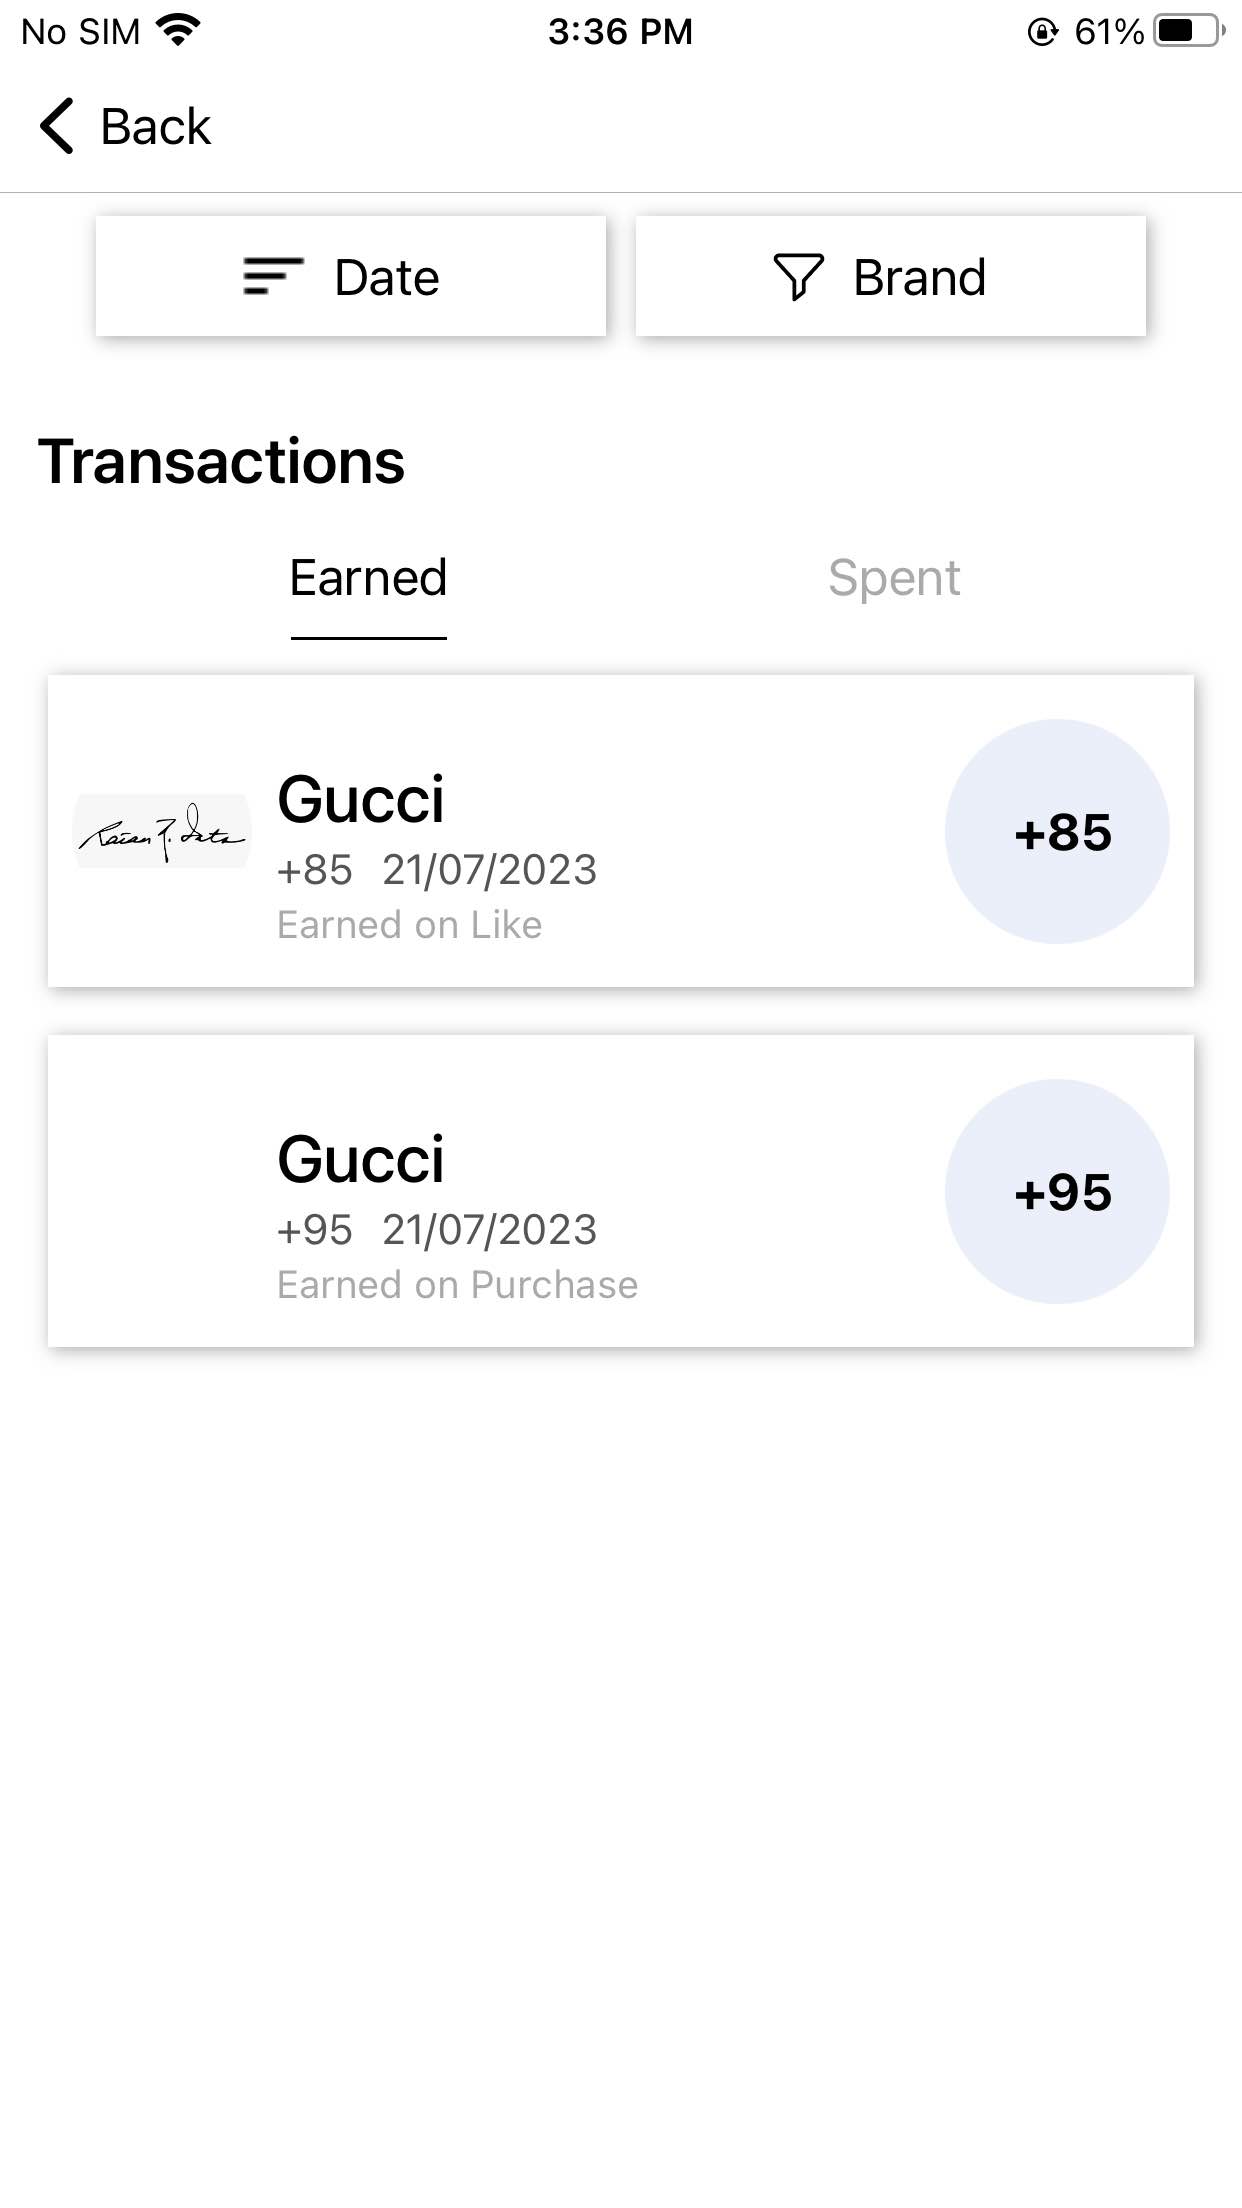 No SIM 3:36 PM 61%
Back
Date Brand
Transactions
Earned Spent
Gucci
+85 21/07/2023
Earned on Like
+85
Gucci
+95 21/07/2023
Earned on Purchase
+95